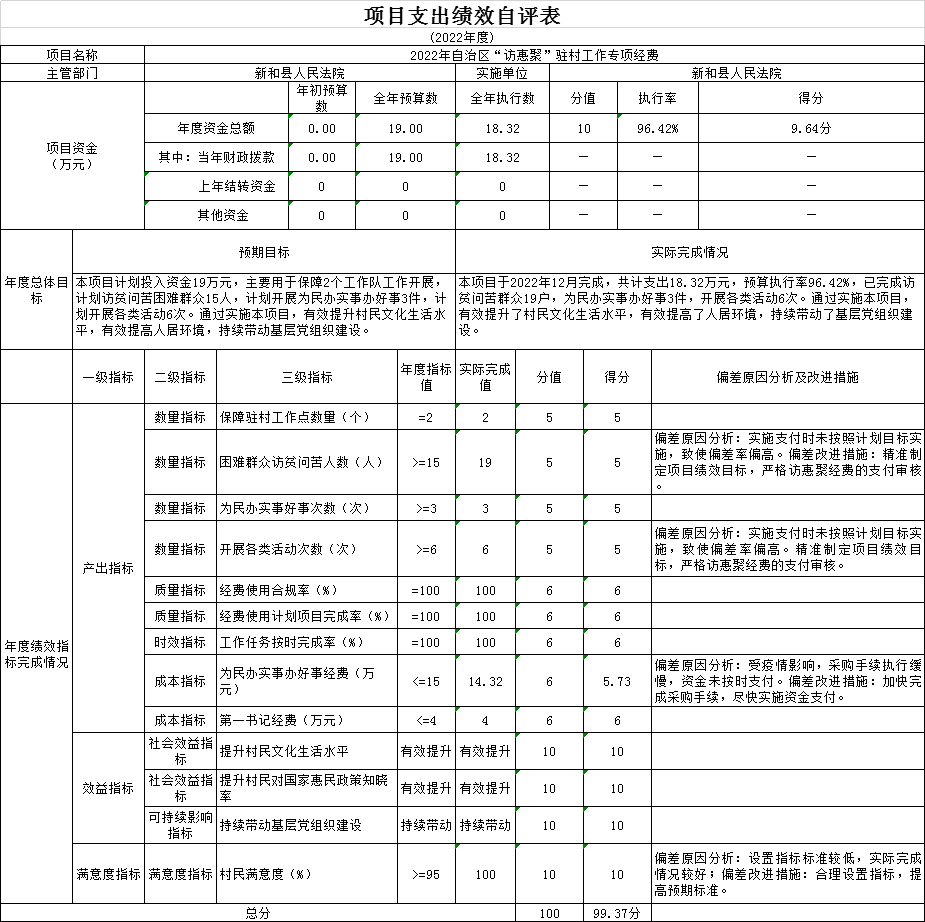 项目支出绩效自评表
(2022年度)
项目名称 2022年自治区“访惠聚”驻村工作专项经费
主管部门 新和县人民法院 实施单位 新和县人民法院
项目资金
（万元）
年初预算数 全年预算数 全年执行数 分值 执行率 得分
年度资金总额 0.00 19.00 18.32 10 96.42% 9.64分
其中：当年财政拨款 0.00 19.00 18.32 － － －
上年结转资金 0 0 0 － － －
其他资金 0 0 0 － － －
年度总体目标
预期目标 实际完成情况
本项目计划投入资金19万元，主要用于保障2个工作队工作开展，
计划访贫问苦困难群众15人，计划开展为民办实事办好事3件，计
划开展各类活动6次。通过实施本项目，有效提升村民文化生活水
平，有效提高人居环境，持续带动基层党组织建设。
本项目于2022年12月完成，共计支出18.32万元，预算执行率96.42%，已完成访
贫问苦群众19户，为民办实事办好事3件，开展各类活动6次。通过实施本项目，
有效提升了村民文化生活水平，有效提高了人居环境，持续带动了基层党组织建
设。
一级指标 二级指标 三级指标 年度指标值 实际完成值 分值 得分 偏差原因分析及改进措施
年度绩效指标完成情况
产出指标
数量指标 保障驻村工作点数量（个） =2 2 5 5
数量指标 困难群众访贫问苦人数（人） >=15 19 5 5
偏差原因分析：实施支付时未按照计划目标实
施，致使偏差率偏高。偏差改进措施：精准制
定项目绩效目标，严格访惠聚经费的支付审核
。
数量指标 为民办实事好事次数（次） >=3 3 5 5
数量指标 开展各类活动次数（次） >=6 6 5 5
偏差原因分析：实施支付时未按照计划目标实
施，致使偏差率偏高。精准制定项目绩效目
标，严格访惠聚经费的支付审核。
质量指标 经费使用合规率（%） =100 100 6 6
质量指标 经费使用计划项目完成率（%） =100 100 6 6
时效指标 工作任务按时完成率（%） =100 100 6 6
成本指标 为民办实事办好事经费（万元） <=15 14.32 6 5.73
偏差原因分析：受疫情影响，采购手续执行缓
慢，资金未按时支付。偏差改进措施：加快完
成采购手续，尽快实施资金支付。
成本指标 第一书记经费（万元） <=4 4 6 6
效益指标
社会效益指标 提升村民文化生活水平 有效提升 有效提升 10 10
社会效益指标 提升村民对国家惠民政策知晓率 有效提升 有效提升 10 10
可持续影响指标 持续带动基层党组织建设 持续带动 持续带动 10 10
满意度指标 满意度指标 村民满意度（%） >=95 100 10 10
偏差原因分析：设置指标标准较低，实际完成
情况较好；偏差改进措施：合理设置指标，提
高预期标准。
总分 100 99.37分